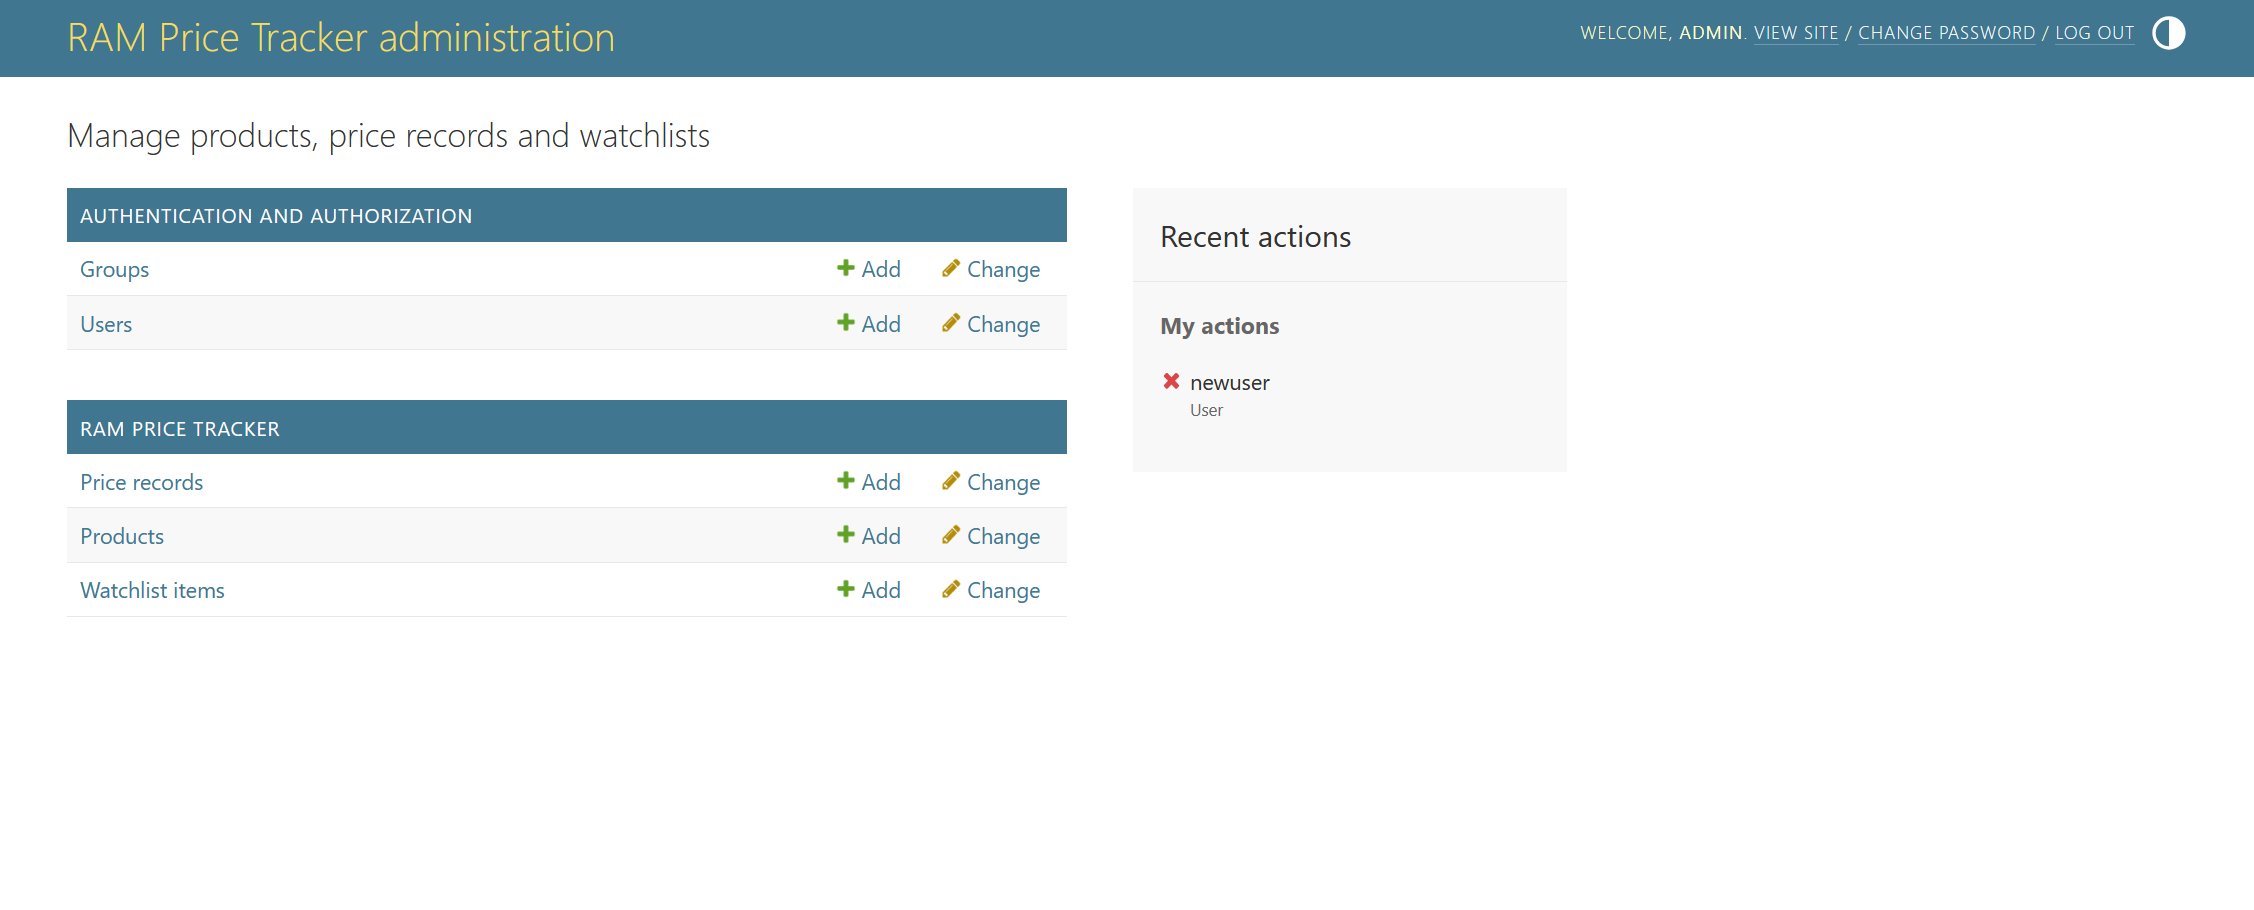 RAM Price Tracker administration
WELCOME, ADMIN. VIEW SITE / CHANGE PASSWORD / LOG OUT
Manage products, price records and watchlists
AUTHENTICATION AND AUTHORIZATION
Groups Add Change
Users Add Change
RAM PRICE TRACKER
Price records Add Change
Products Add Change
Watchlist items Add Change
Recent actions
My actions
newuser
User